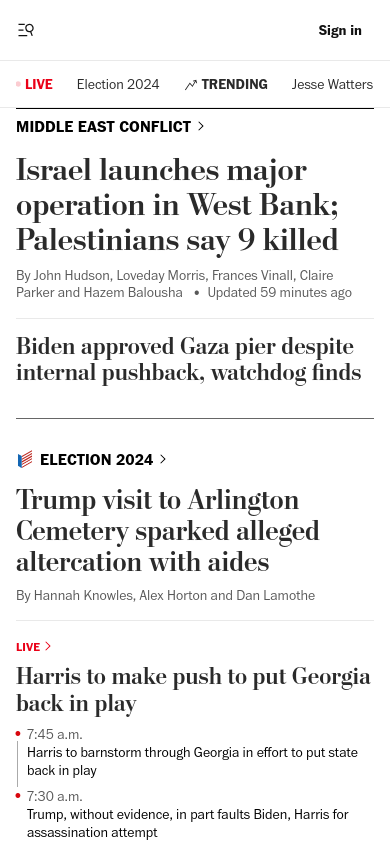 Sign in
LIVE Election 2024 TRENDING Jesse Watters
MIDDLE EAST CONFLICT
Israel launches major
operation in West Bank;
Palestinians say 9 killed
By John Hudson, Loveday Morris, Frances Vinall, Claire
Parker and Hazem Balousha • Updated 59 minutes ago
Biden approved Gaza pier despite
internal pushback, watchdog finds
ELECTION 2024
Trump visit to Arlington
Cemetery sparked alleged
altercation with aides
By Hannah Knowles, Alex Horton and Dan Lamothe
LIVE
Harris to make push to put Georgia
back in play
7:45 a.m.
Harris to barnstorm through Georgia in effort to put state
back in play
7:30 a.m.
Trump, without evidence, in part faults Biden, Harris for
assassination attempt